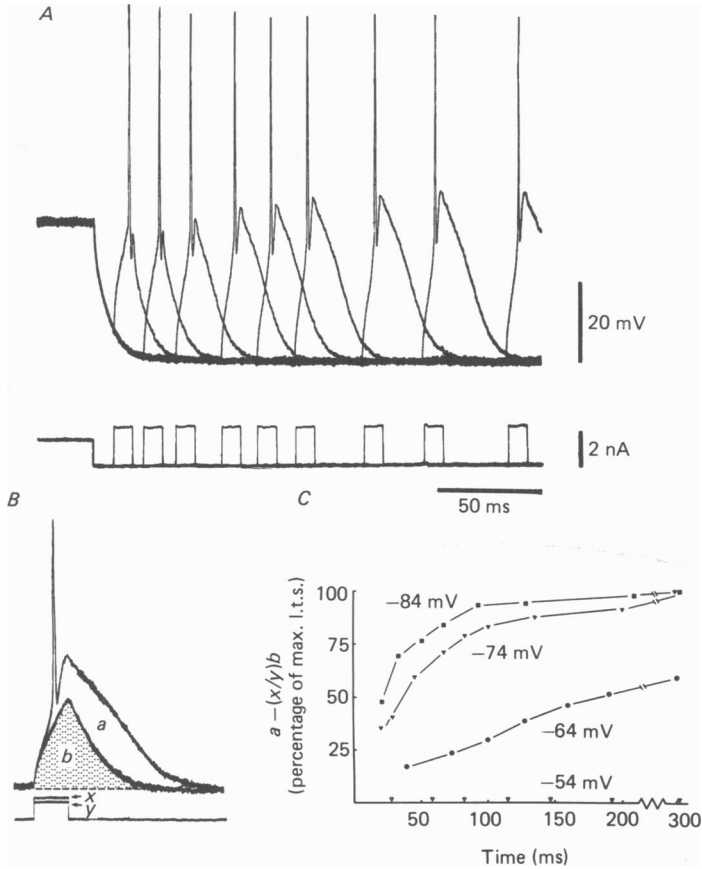 A
20 mV
2 nA
50 ms
B
a
b
x
y
C
a – (x/y)b
(percentage of max. l.t.s.)
100
75
50
25
–84 mV
–74 mV
–64 mV
–54 mV
50
100
150
200
300
Time (ms)